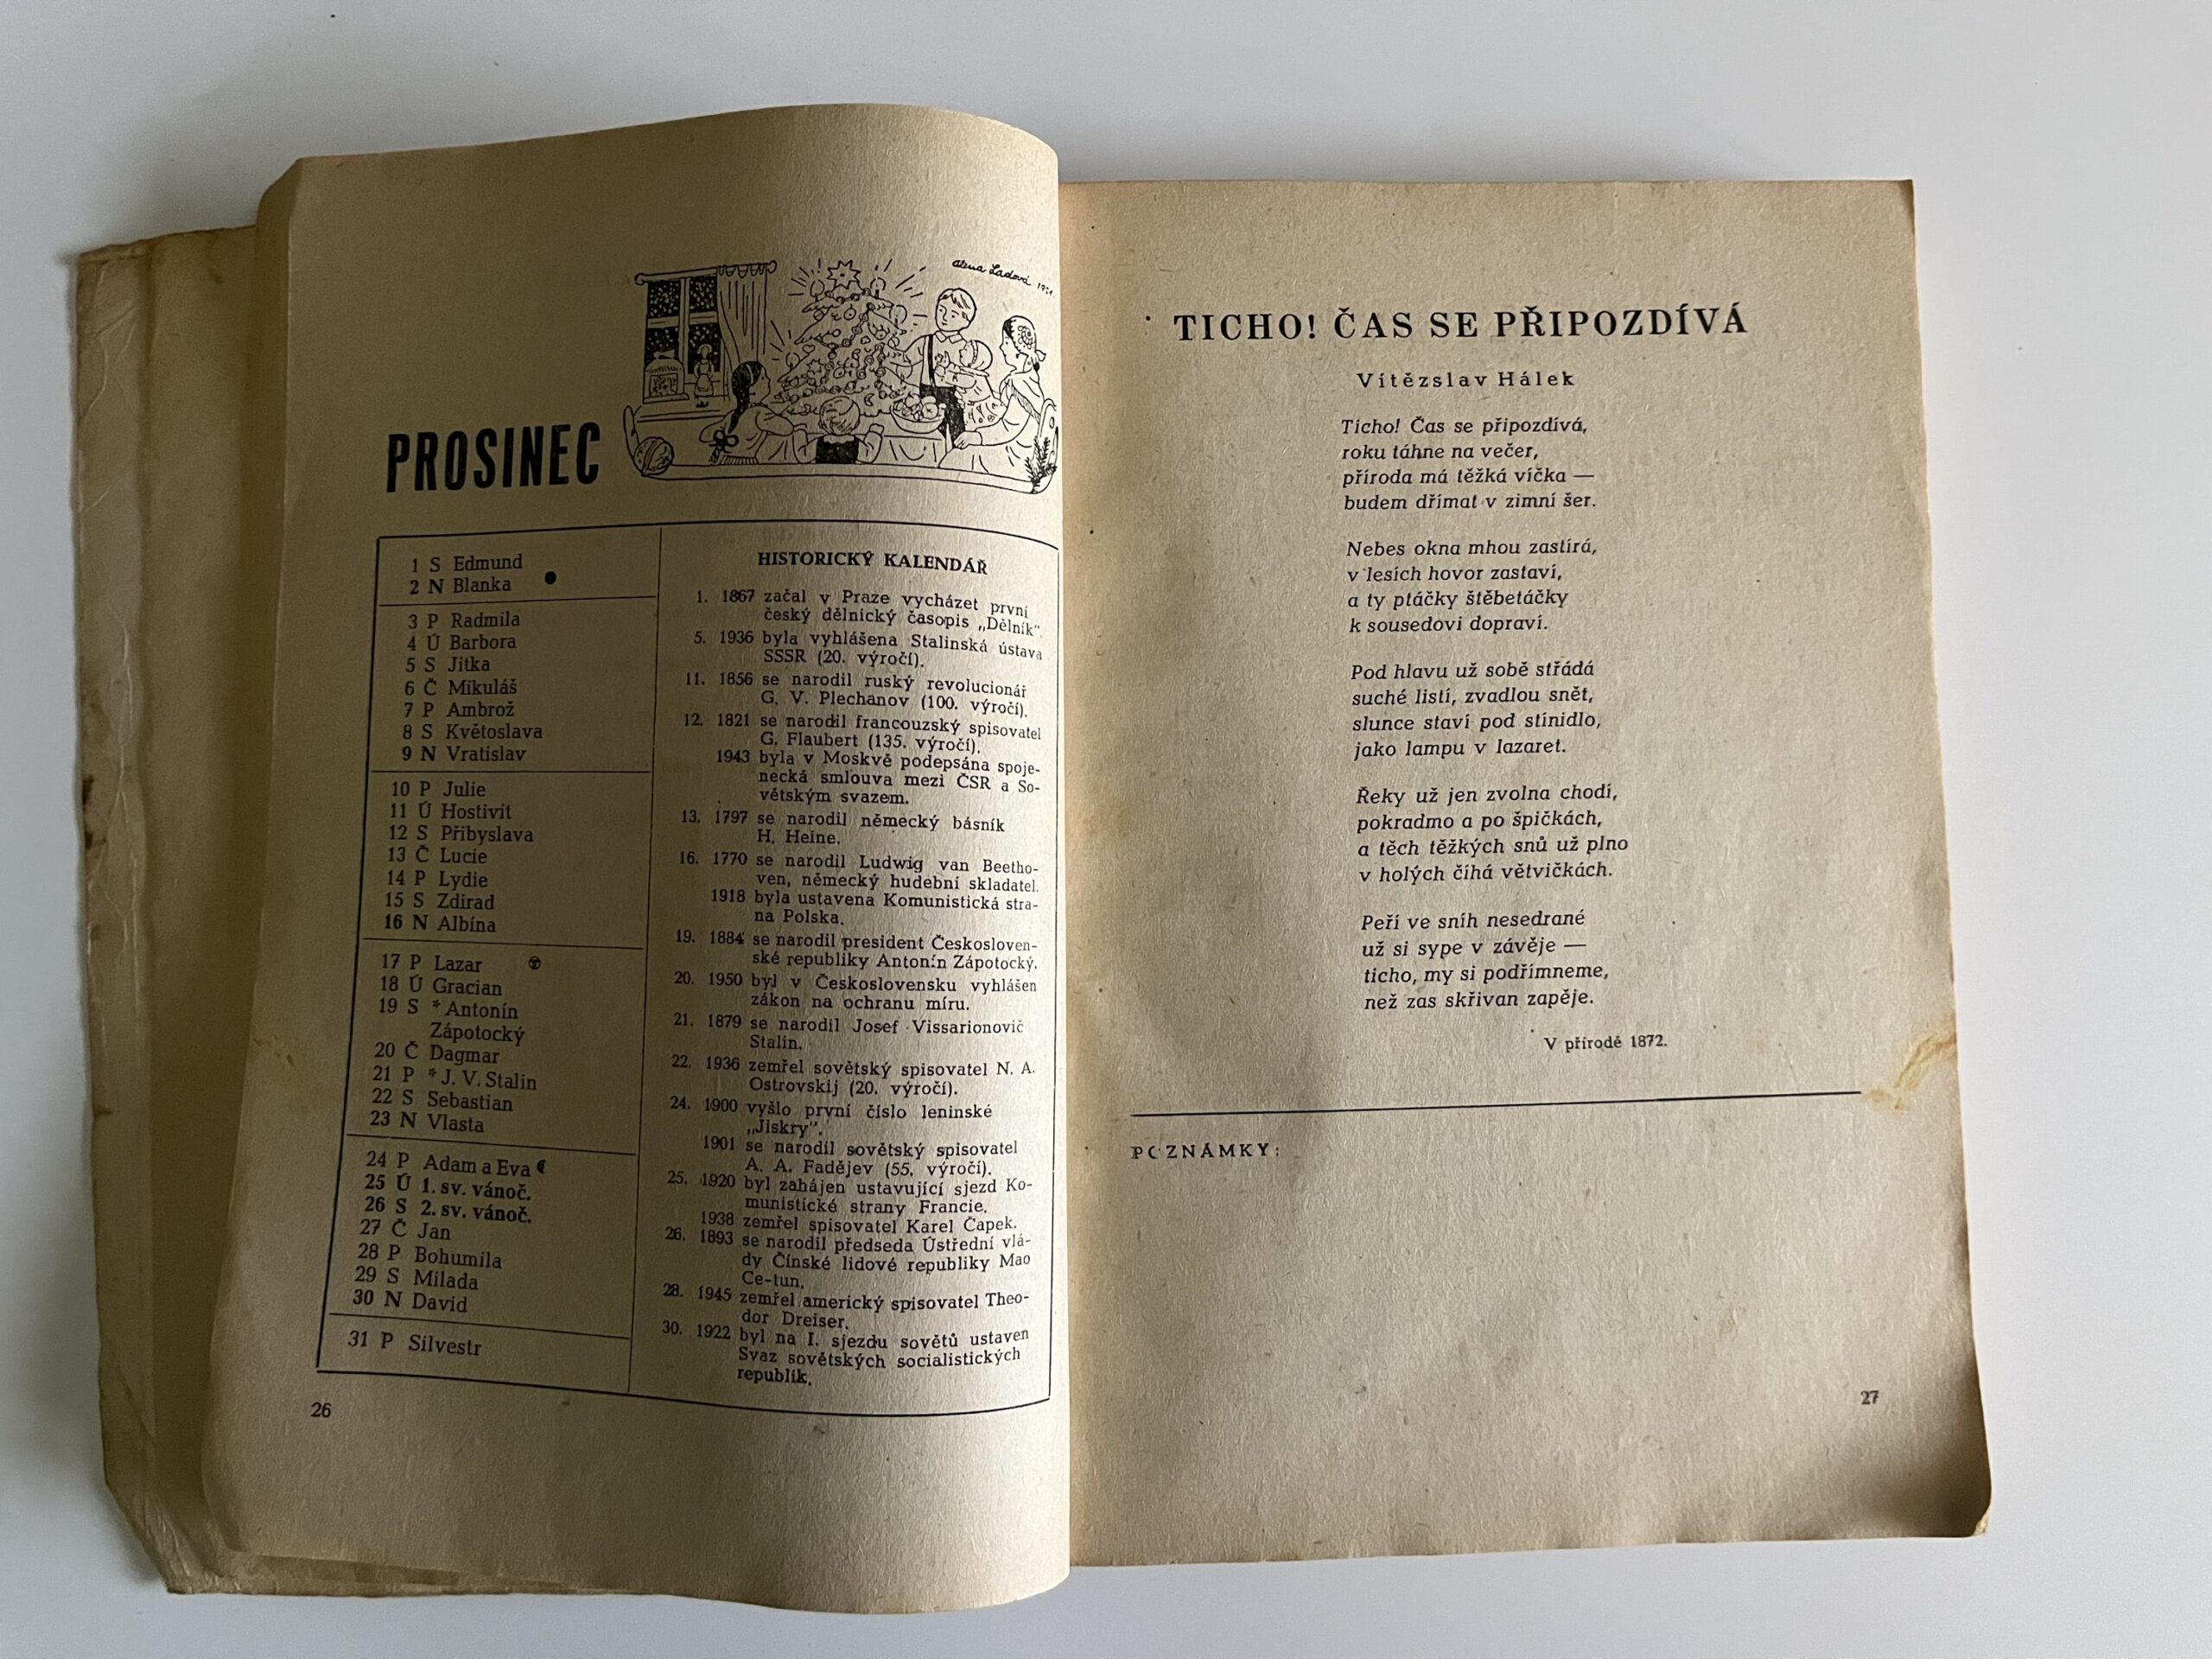 Alena Ladová
PROSINEC
1 S Edmund
2 N Blanka
3 P Radmila
4 Ú Barbora
5 S Jitka
6 Č Mikuláš
7 P Ambrož
8 S Květoslava
9 N Vratislav
10 P Julie
11 Ú Hostivít
12 S Přibyslava
13 Č Lucie
14 P Lydie
15 S Zdirad
16 N Albína
17 P Lazar
18 Ú Gracian
19 S *Antonín
Zápotocký
20 Č Dagmar
21 P *J. V. Stalin
22 S Sebastian
23 N Vlasta
24 P Adam a Eva
25 Ú 1. sv. vánoč.
26 S 2. sv. vánoč.
27 Č Jan
28 P Bohumila
29 S Milada
30 N David
31 P Silvestr
HISTORICKÝ KALENDÁŘ
1. 1867 začal v Praze vycházet první
český dělnický časopis „Dělník“.
5. 1936 byla vyhlášena Stalinská ústava
SSSR (20. výročí).
11. 1856 se narodil ruský revolucionář
G. V. Plechanov (100. výročí).
12. 1821 se narodil francouzský spisovatel
G. Flaubert (135. výročí).
1943 byla v Moskvě podepsána spoje-
necká smlouva mezi ČSR a So-
větským svazem.
13. 1797 se narodil německý básník
H. Heine.
16. 1770 se narodil Ludwig van Beetho-
ven, německý hudební skladatel.
1918 byla ustavena Komunistická stra-
na Polska.
19. 1884 se narodil president Českosloven-
ské republiky Antonín Zápotocký.
20. 1950 byl v Československu vyhlášen
zákon na ochranu míru.
21. 1879 se narodil Josef Vissarionovič
Stalin.
22. 1936 zemřel sovětský spisovatel N. A.
Ostrovskij (20. výročí).
24. 1900 vyšlo první číslo leninské
„Jiskry“.
1901 se narodil sovětský spisovatel
A. A. Fadějev (55. výročí).
25. 1920 byl zahájen ustavující sjezd Ko-
munistické strany Francie.
1938 zemřel spisovatel Karel Čapek.
26. 1893 se narodil předseda Ústřední vlá-
dy Čínské lidové republiky Mao
Ce-tun.
28. 1945 zemřel americký spisovatel Theo-
dor Dreiser.
30. 1922 byl na I. sjezdu sovětů ustaven
Svaz sovětských socialistických
republik.
26
TICHO! ČAS SE PŘIPOZDÍVÁ
Vítězslav Hálek
Ticho! Čas se připozdívá,
roku táhne na večer,
příroda má těžká víčka —
budem dřímat v zimní šer.
Nebes okna mhou zastírá,
v lesích hovor zastaví,
a ty ptáčky štěbetáčky
k sousedovi dopraví.
Pod hlavu už sobě střádá
suché listí, zvadlou snět,
slunce staví pod stínidlo,
jako lampu v lazaret.
Řeky už jen zvolna chodí,
pokradmo a po špičkách,
a těch těžkých snů už plno
v holých číhá větvičkách.
Peří ve sníh nesedrané
už si sype v závěje —
ticho, my si podřímneme,
než zas skřivan zapěje.
V přírodě 1872.
POZNÁMKY:
27